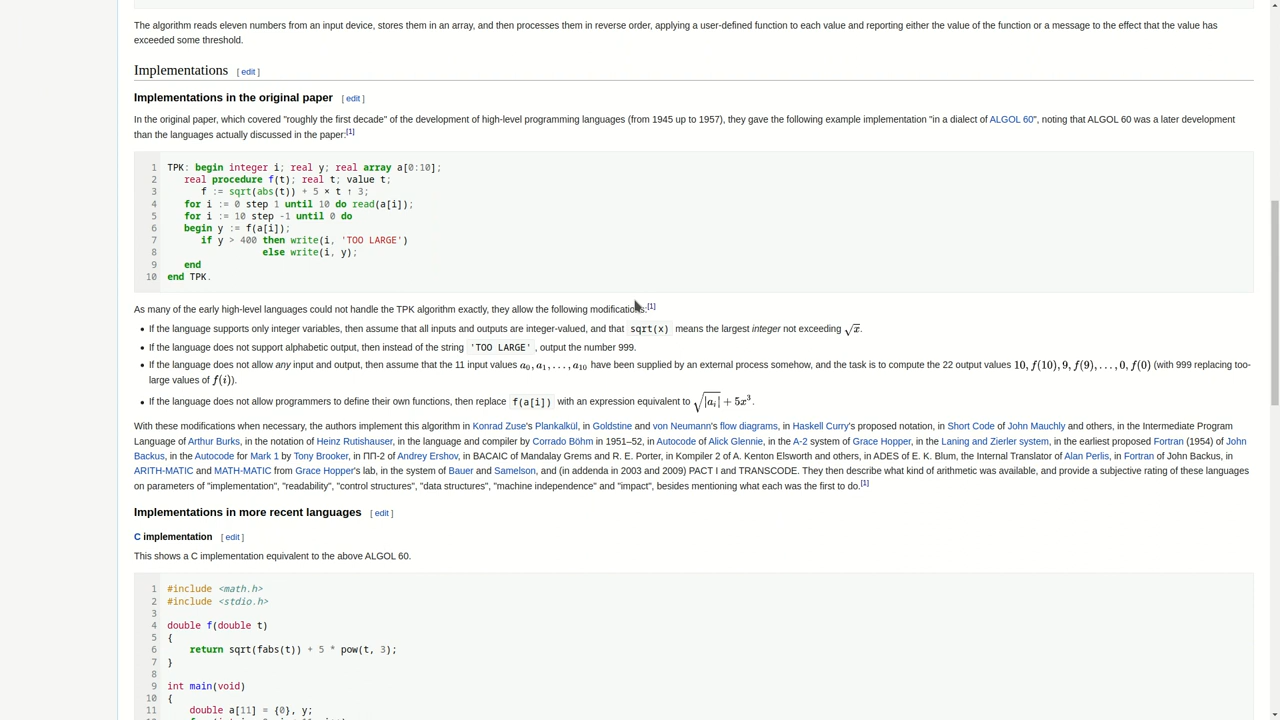 The algorithm reads eleven numbers from an input device, stores them in an array, and then processes them in reverse order, applying a user-defined function to each value and reporting either the value of the function or a message to the effect that the value has
exceeded some threshold.
Implementations [ edit ]
Implementations in the original paper [ edit ]
In the original paper, which covered "roughly the first decade" of the development of high-level programming languages (from 1945 up to 1957), they gave the following example implementation "in a dialect of ALGOL 60", noting that ALGOL 60 was a later development
than the languages actually discussed in the paper:[1]
1 TPK: begin integer i; real y; real array a[0:10];
2 real procedure f(t); real t; value t;
3 f := sqrt(abs(t)) + 5 × t ↑ 3;
4 for i := 0 step 1 until 10 do read(a[i]);
5 for i := 10 step -1 until 0 do
6 begin y := f(a[i]);
7 if y > 400 then write(i, 'TOO LARGE')
8 else write(i, y);
9 end
10 end TPK.
As many of the early high-level languages could not handle the TPK algorithm exactly, they allow the following modifications:[1]
• If the language supports only integer variables, then assume that all inputs and outputs are integer-valued, and that sqrt(x) means the largest integer not exceeding √x.
• If the language does not support alphabetic output, then instead of the string 'TOO LARGE', output the number 999.
• If the language does not allow any input and output, then assume that the 11 input values a₀, a₁, . . . , a₁₀ have been supplied by an external process somehow, and the task is to compute the 22 output values 10, f(10), 9, f(9), . . . , 0, f(0) (with 999 replacing too-
large values of f(i)).
• If the language does not allow programmers to define their own functions, then replace f(a[i]) with an expression equivalent to √|aᵢ| + 5x³.
With these modifications when necessary, the authors implement this algorithm in Konrad Zuse's Plankalkül, in Goldstine and von Neumann's flow diagrams, in Haskell Curry's proposed notation, in Short Code of John Mauchly and others, in the Intermediate Program
Language of Arthur Burks, in the notation of Heinz Rutishauser, in the language and compiler by Corrado Böhm in 1951–52, in Autocode of Alick Glennie, in the A-2 system of Grace Hopper, in the Laning and Zierler system, in the earliest proposed Fortran (1954) of John
Backus, in the Autocode for Mark 1 by Tony Brooker, in ПП-2 of Andrey Ershov, in BACAIC of Mandalay Grems and R. E. Porter, in Kompiler 2 of A. Kenton Elsworth and others, in ADES of E. K. Blum, the Internal Translator of Alan Perlis, in Fortran of John Backus, in
ARITH-MATIC and MATH-MATIC from Grace Hopper's lab, in the system of Bauer and Samelson, and (in addenda in 2003 and 2009) PACT I and TRANSCODE. They then describe what kind of arithmetic was available, and provide a subjective rating of these languages
on parameters of "implementation", "readability", "control structures", "data structures", "machine independence" and "impact", besides mentioning what each was the first to do.[1]
Implementations in more recent languages [ edit ]
C implementation [ edit ]
This shows a C implementation equivalent to the above ALGOL 60.
1 #include <math.h>
2 #include <stdio.h>
3
4 double f(double t)
5 {
6 return sqrt(fabs(t)) + 5 * pow(t, 3);
7 }
8
9 int main(void)
10 {
11 double a[11] = {0}, y;